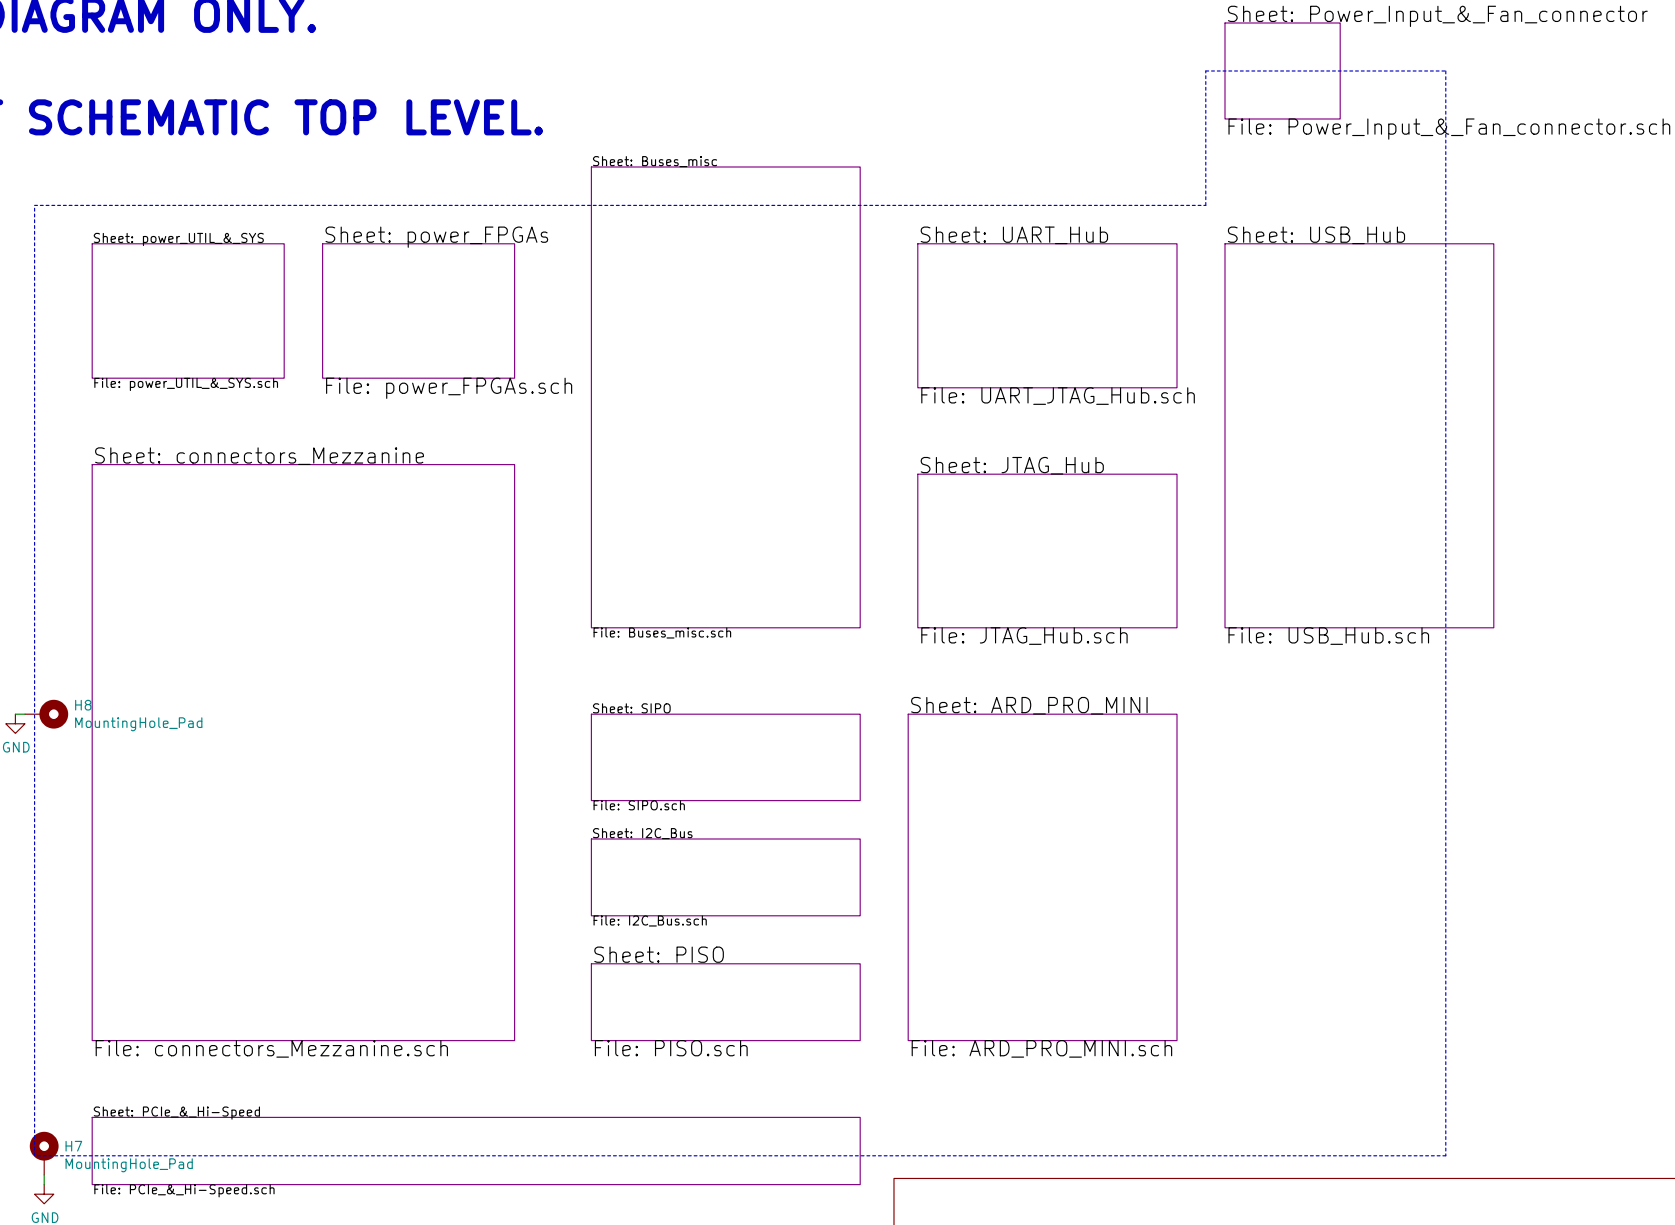 DIAGRAM ONLY.
SCHEMATIC TOP LEVEL.
Sheet: Power_Input_&_Fan_connector
File: Power_Input_&_Fan_connector.sch
Sheet: Buses_misc
File: Buses_misc.sch
Sheet: power_UTIL_&_SYS
File: power_UTIL_&_SYS.sch
Sheet: power_FPGAs
File: power_FPGAs.sch
Sheet: UART_Hub
File: UART_JTAG_Hub.sch
Sheet: USB_Hub
File: USB_Hub.sch
Sheet: connectors_Mezzanine
File: connectors_Mezzanine.sch
Sheet: JTAG_Hub
File: JTAG_Hub.sch
H8
MountingHole_Pad
GND
Sheet: SIPO
File: SIPO.sch
Sheet: ARD_PRO_MINI
File: ARD_PRO_MINI.sch
Sheet: I2C_Bus
File: I2C_Bus.sch
Sheet: PISO
File: PISO.sch
Sheet: PCIe_&_Hi-Speed
File: PCIe_&_Hi-Speed.sch
H7
MountingHole_Pad
GND